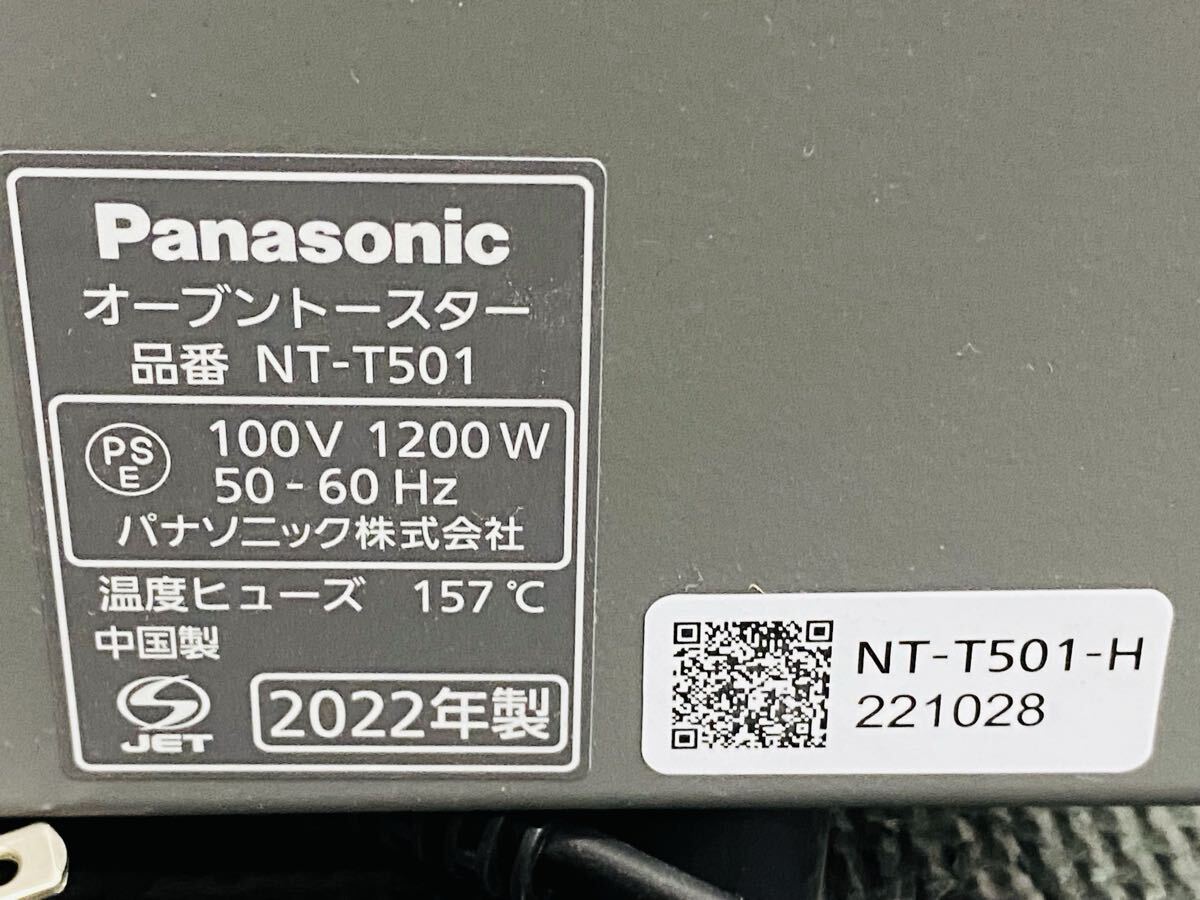 Panasonic
オーブントースター
品番 NT-T501
PS
E
100V 1200W
50-60 Hz
パナソニック株式会社
温度ヒューズ 157℃
中国製
JET
2022年製
NT-T501-H
221028